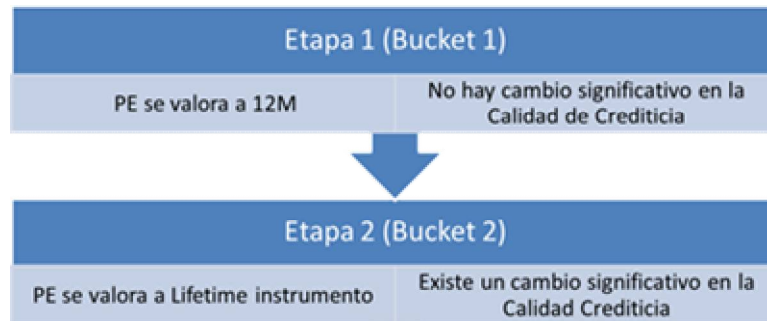 Etapa 1 (Bucket 1)
PE se valora a 12M
No hay cambio significativo en la
Calidad de Crediticia
Etapa 2 (Bucket 2)
PE se valora a Lifetime instrumento
Existe un cambio significativo en la
Calidad Crediticia